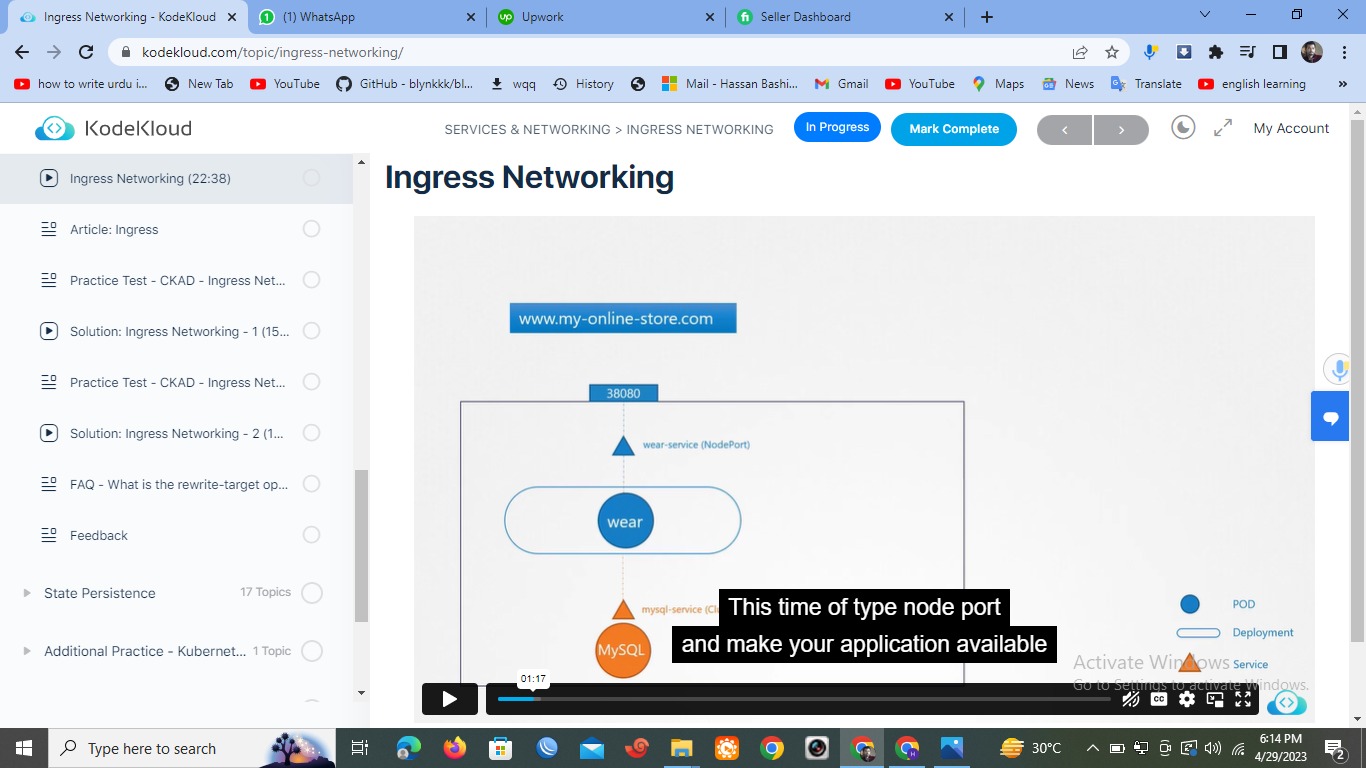 Ingress Networking - KodeKloud
(1) WhatsApp
Upwork
Seller Dashboard
kodekloud.com/topic/ingress-networking/
how to write urdu i...
New Tab
YouTube
GitHub - blynkkk/bl...
wqq
History
Mail - Hassan Bashi...
Gmail
YouTube
Maps
News
Translate
english learning
»
KodeKloud
SERVICES & NETWORKING > INGRESS NETWORKING
In Progress
Mark Complete
My Account
Ingress Networking (22:38)
Article: Ingress
Practice Test - CKAD - Ingress Net...
Solution: Ingress Networking - 1 (15...
Practice Test - CKAD - Ingress Net...
Solution: Ingress Networking - 2 (1...
FAQ - What is the rewrite-target op...
Feedback
State Persistence 17 Topics
Additional Practice - Kubernet... 1 Topic
Ingress Networking
www.my-online-store.com
38080
wear-service (NodePort)
wear
mysql-service (Cl
MySQL
This time of type node port
and make your application available
POD
Deployment
Service
Activate Windows
Go to Settings to activate Windows.
01:17
CC
Type here to search
30°C
6:14 PM
4/29/2023
2